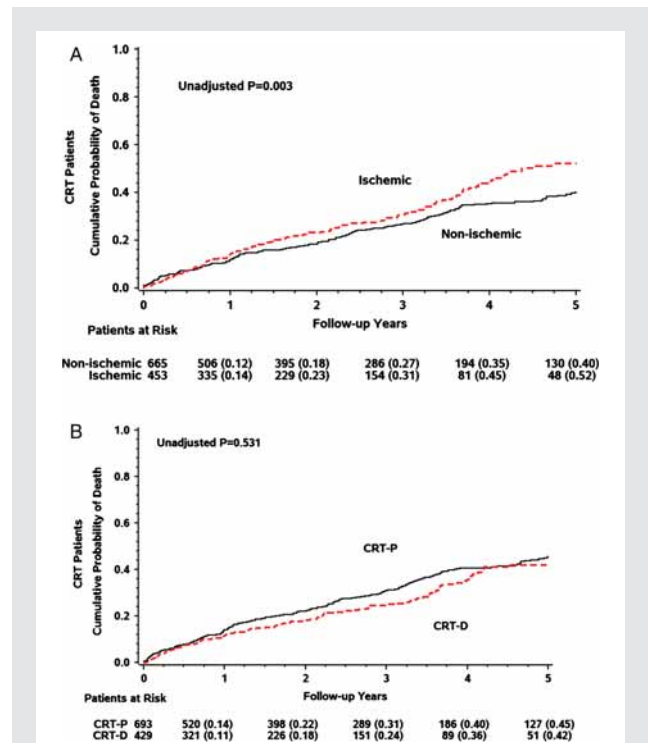 A
1.0
Unadjusted P=0.003
0.8
0.6
CRT Patients
Cumulative Probability of Death
Ischemic
0.4
Non-ischemic
0.2
0.0
0 1 2 3 4 5
Patients at Risk
Follow-up Years
Non-ischemic 665 506 (0.12) 395 (0.18) 286 (0.27) 194 (0.35) 130 (0.40)
Ischemic 453 335 (0.14) 229 (0.23) 154 (0.31) 81 (0.45) 48 (0.52)
B
1.0
Unadjusted P=0.531
0.8
0.6
CRT Patients
Cumulative Probability of Death
CRT-P
0.4
0.2
CRT-D
0.0
0 1 2 3 4 5
Patients at Risk
Follow-up Years
CRT-P 693 520 (0.14) 398 (0.22) 289 (0.31) 186 (0.40) 127 (0.45)
CRT-D 429 321 (0.11) 226 (0.18) 151 (0.24) 89 (0.36) 51 (0.42)